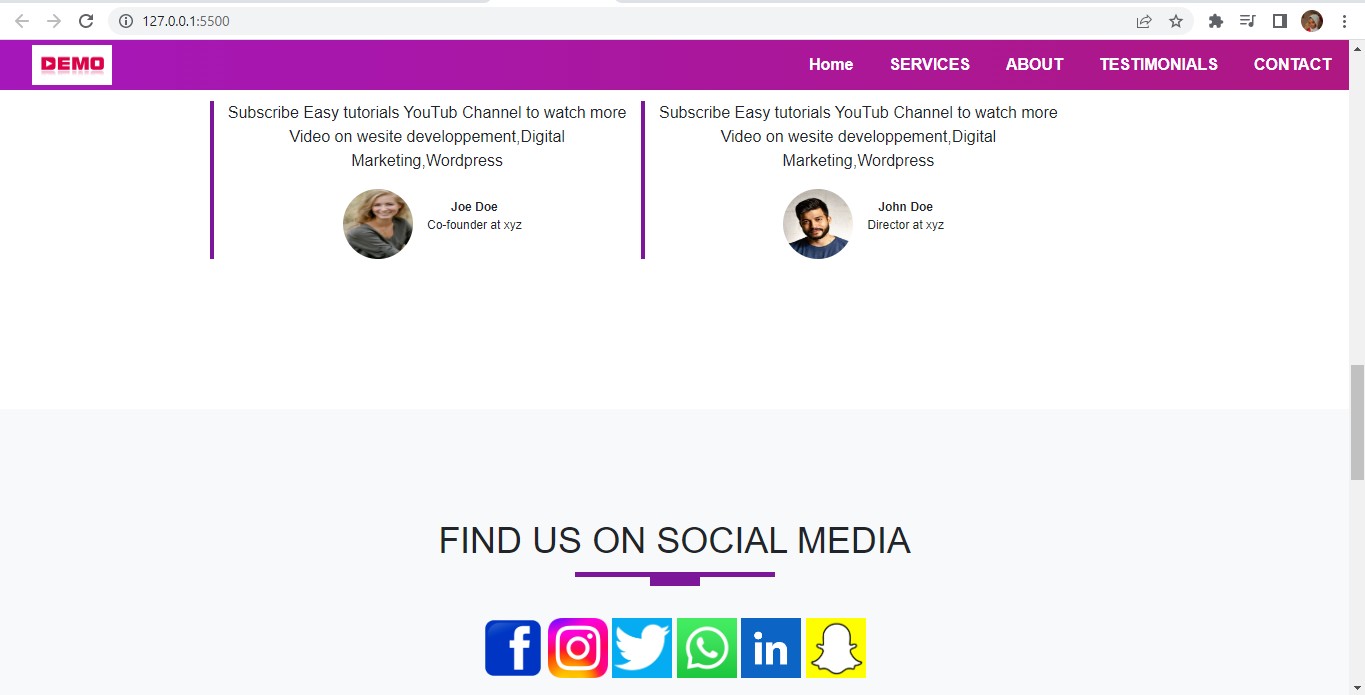 127.0.0.1:5500
DEMO
Home SERVICES ABOUT TESTIMONIALS CONTACT
Subscribe Easy tutorials YouTub Channel to watch more
Video on wesite developpement,Digital
Marketing,Wordpress
Joe Doe
Co-founder at xyz
Subscribe Easy tutorials YouTub Channel to watch more
Video on wesite developpement,Digital
Marketing,Wordpress
John Doe
Director at xyz
FIND US ON SOCIAL MEDIA
f
in